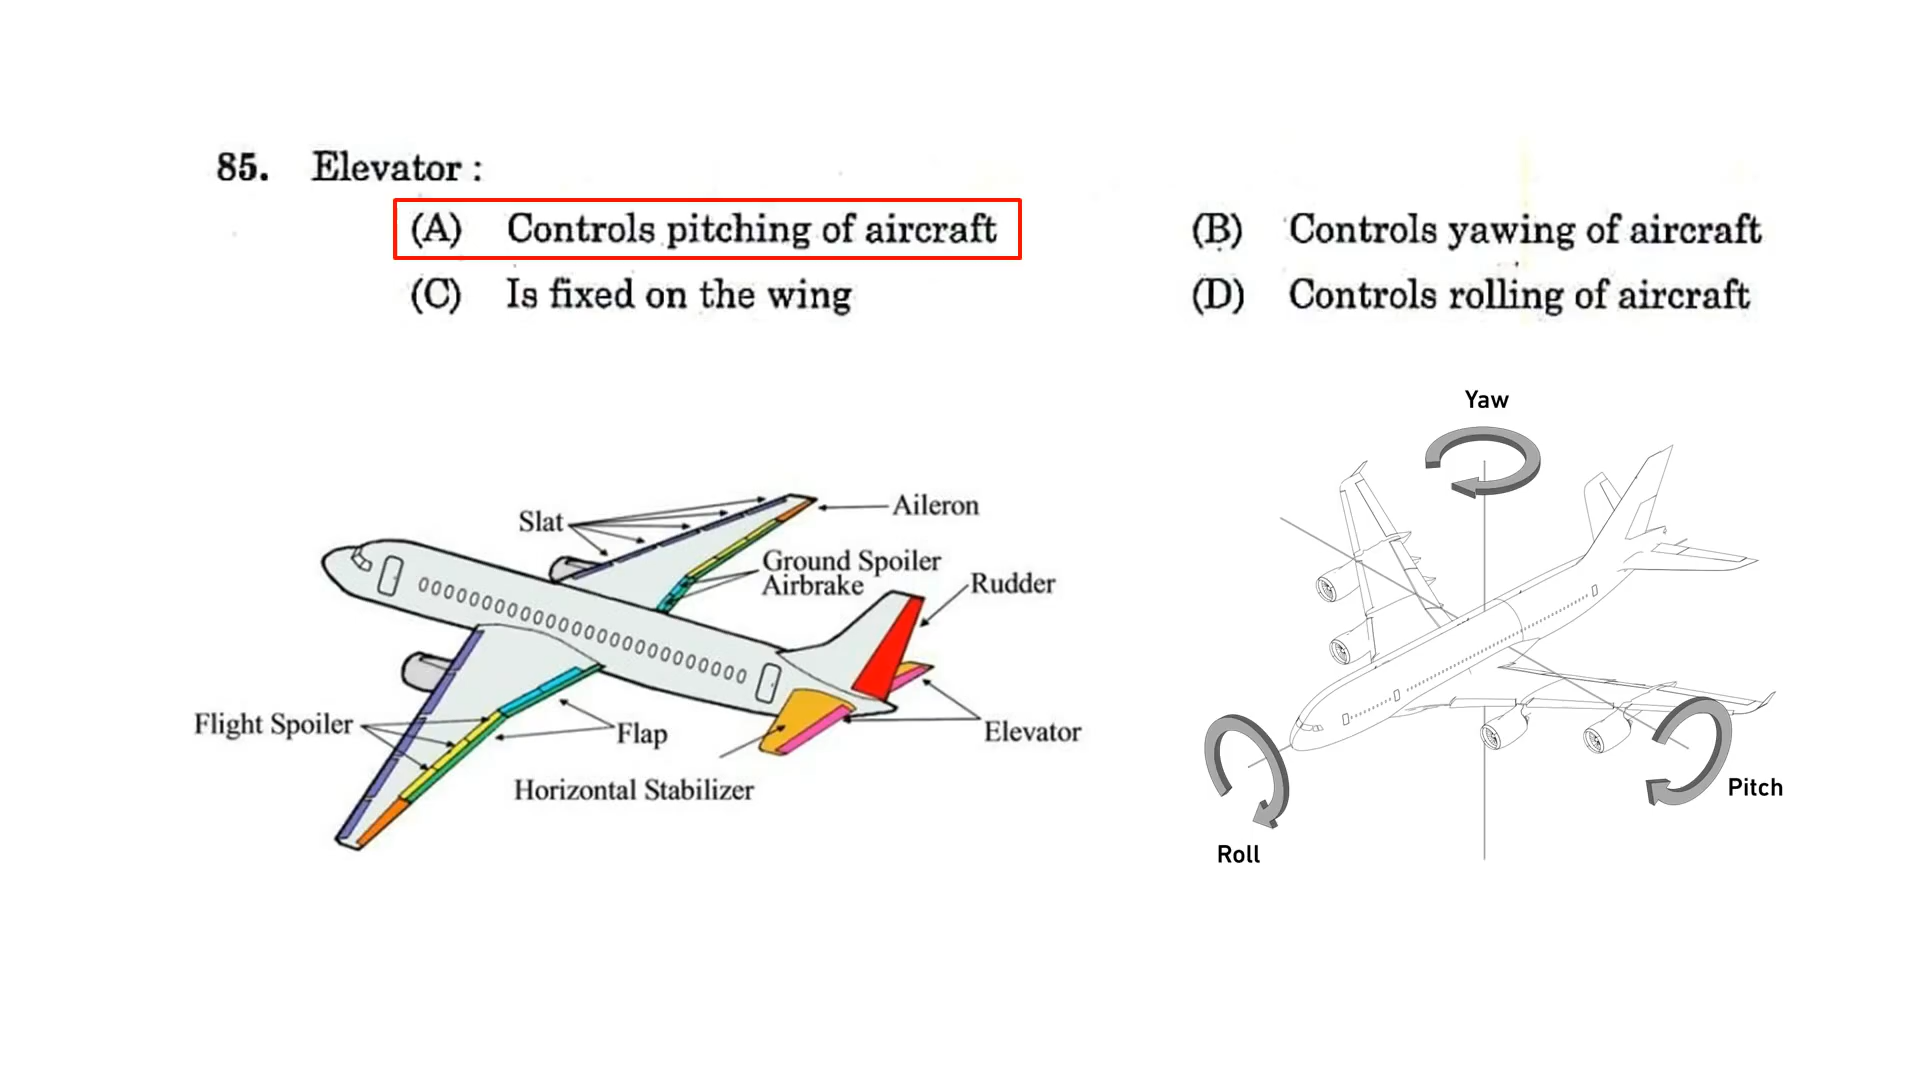 85. Elevator :
(A) Controls pitching of aircraft (B) Controls yawing of aircraft
(C) Is fixed on the wing (D) Controls rolling of aircraft
Yaw
Slat
Aileron
Ground Spoiler
Airbrake
Rudder
Flight Spoiler
Flap
Elevator
Horizontal Stabilizer
Pitch
Roll